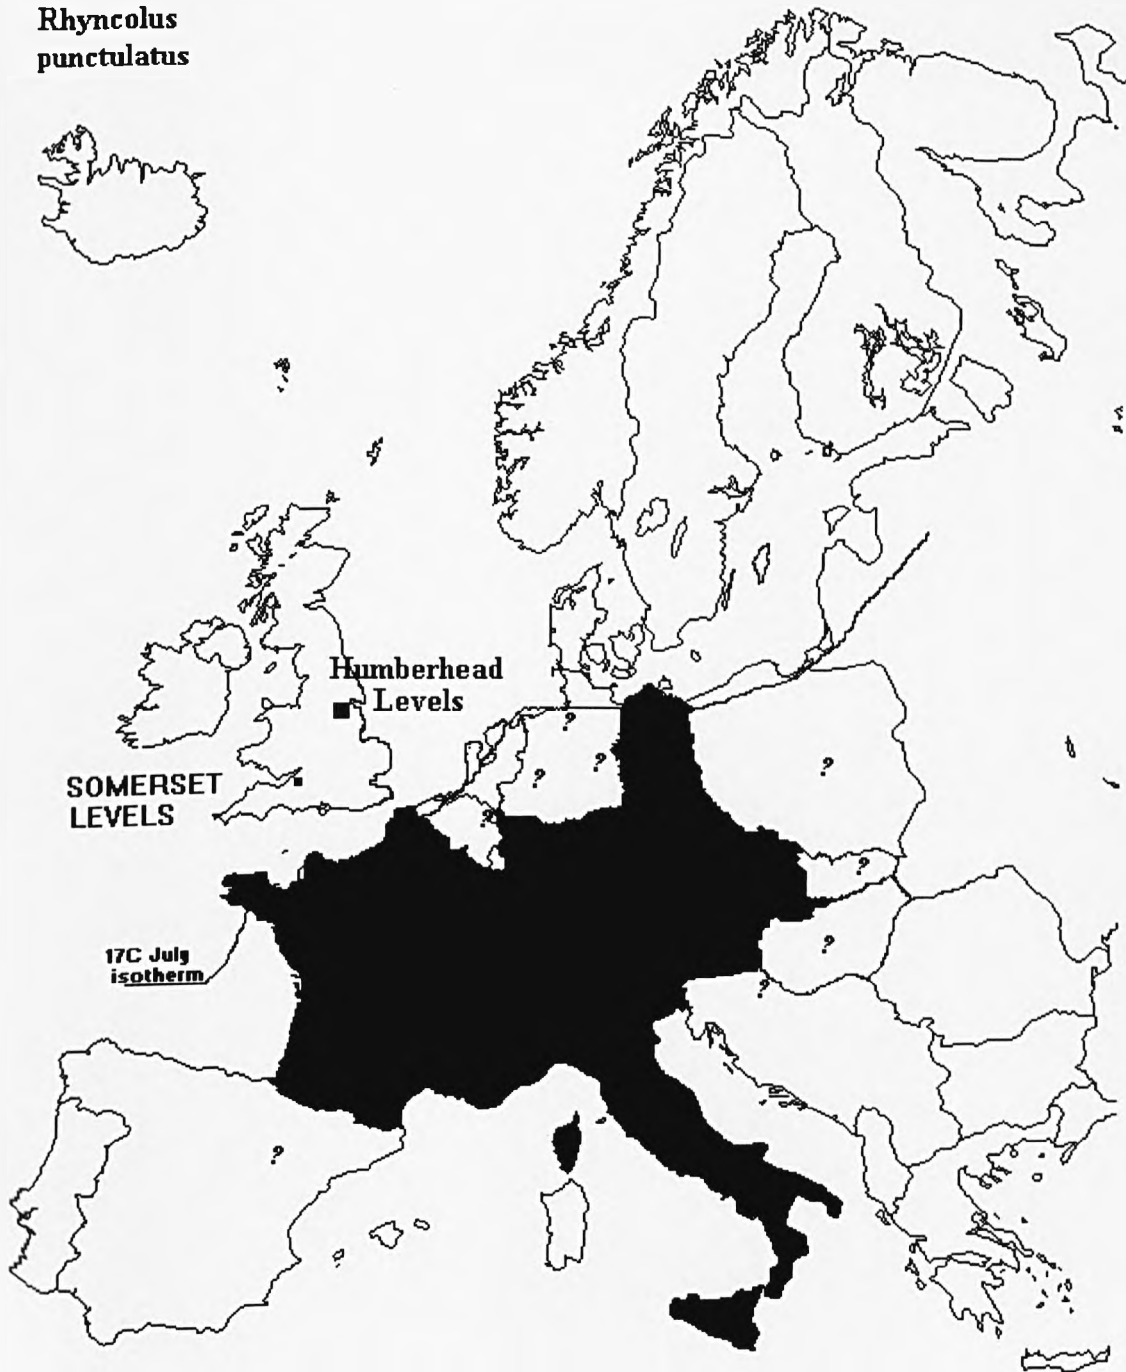 Rhyncolus
punctulatus
Humberhead
Levels
SOMERSET
LEVELS
17C July
isotherm
?
?
?
?
?
?
?
?
?